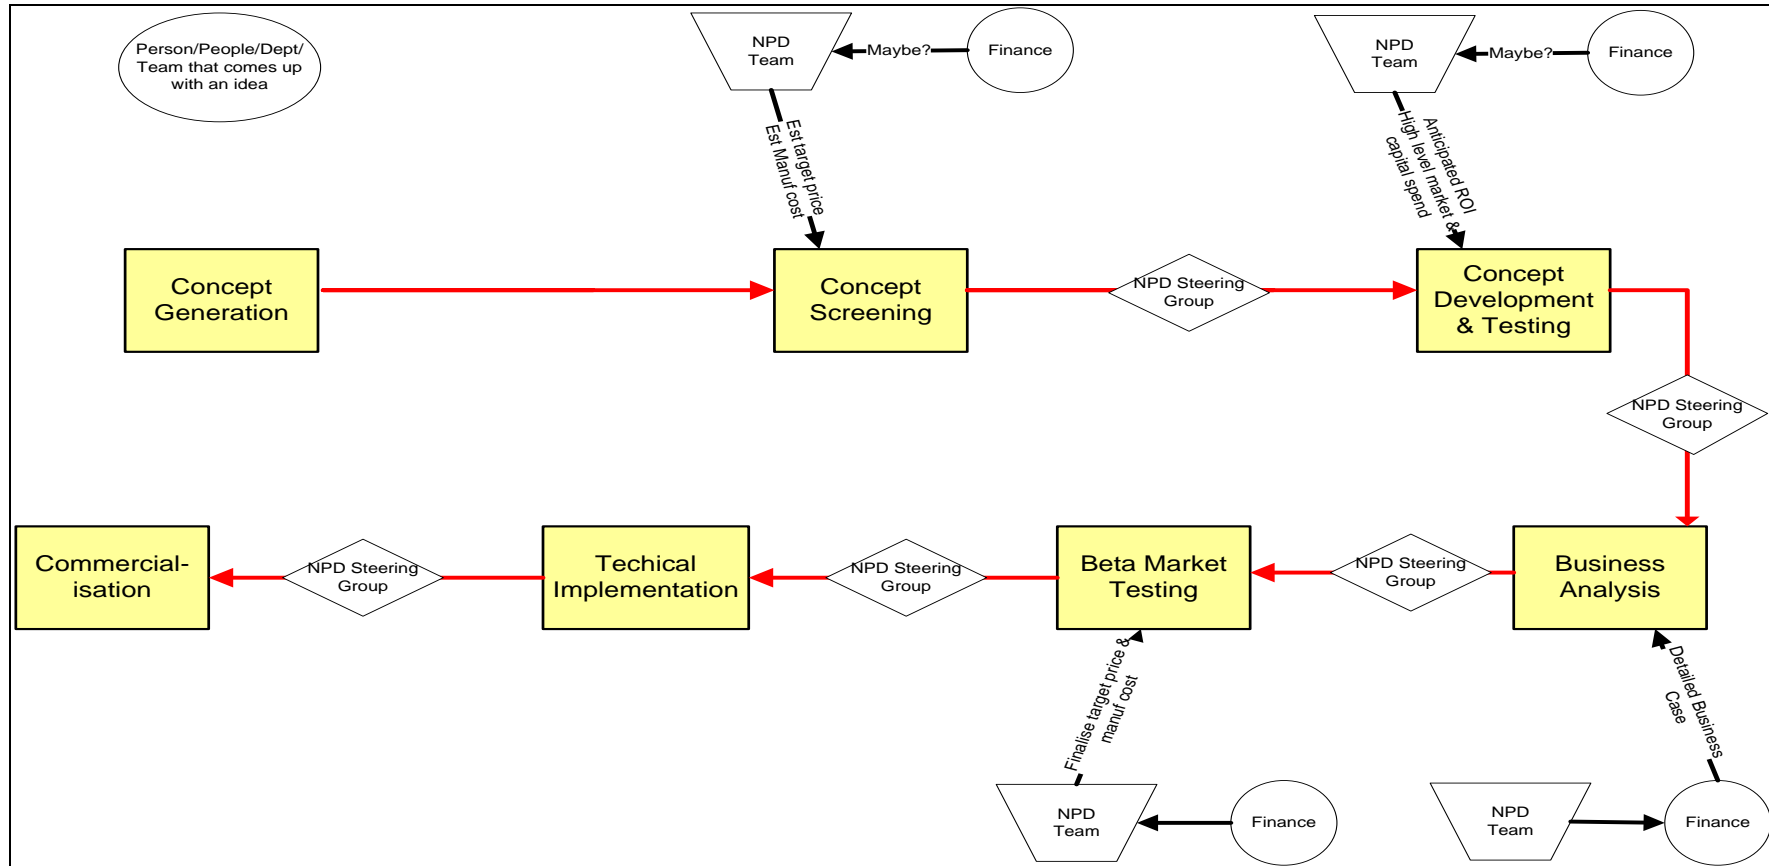 Person/People/Dept/
Team that comes up
with an idea
NPD
Team
Maybe?
Finance
NPD
Team
Maybe?
Finance
Est target price
Est Manuf cost
Anticipated ROI
High level market &
capital spend
Concept
Generation
Concept
Screening
NPD Steering
Group
Concept
Development
& Testing
NPD Steering
Group
Commercial-
isation
NPD Steering
Group
Techical
Implementation
NPD Steering
Group
Beta Market
Testing
NPD Steering
Group
Business
Analysis
Finalise target price &
manuf cost
Detailed Business
Case
NPD
Team
Finance
NPD
Team
Finance